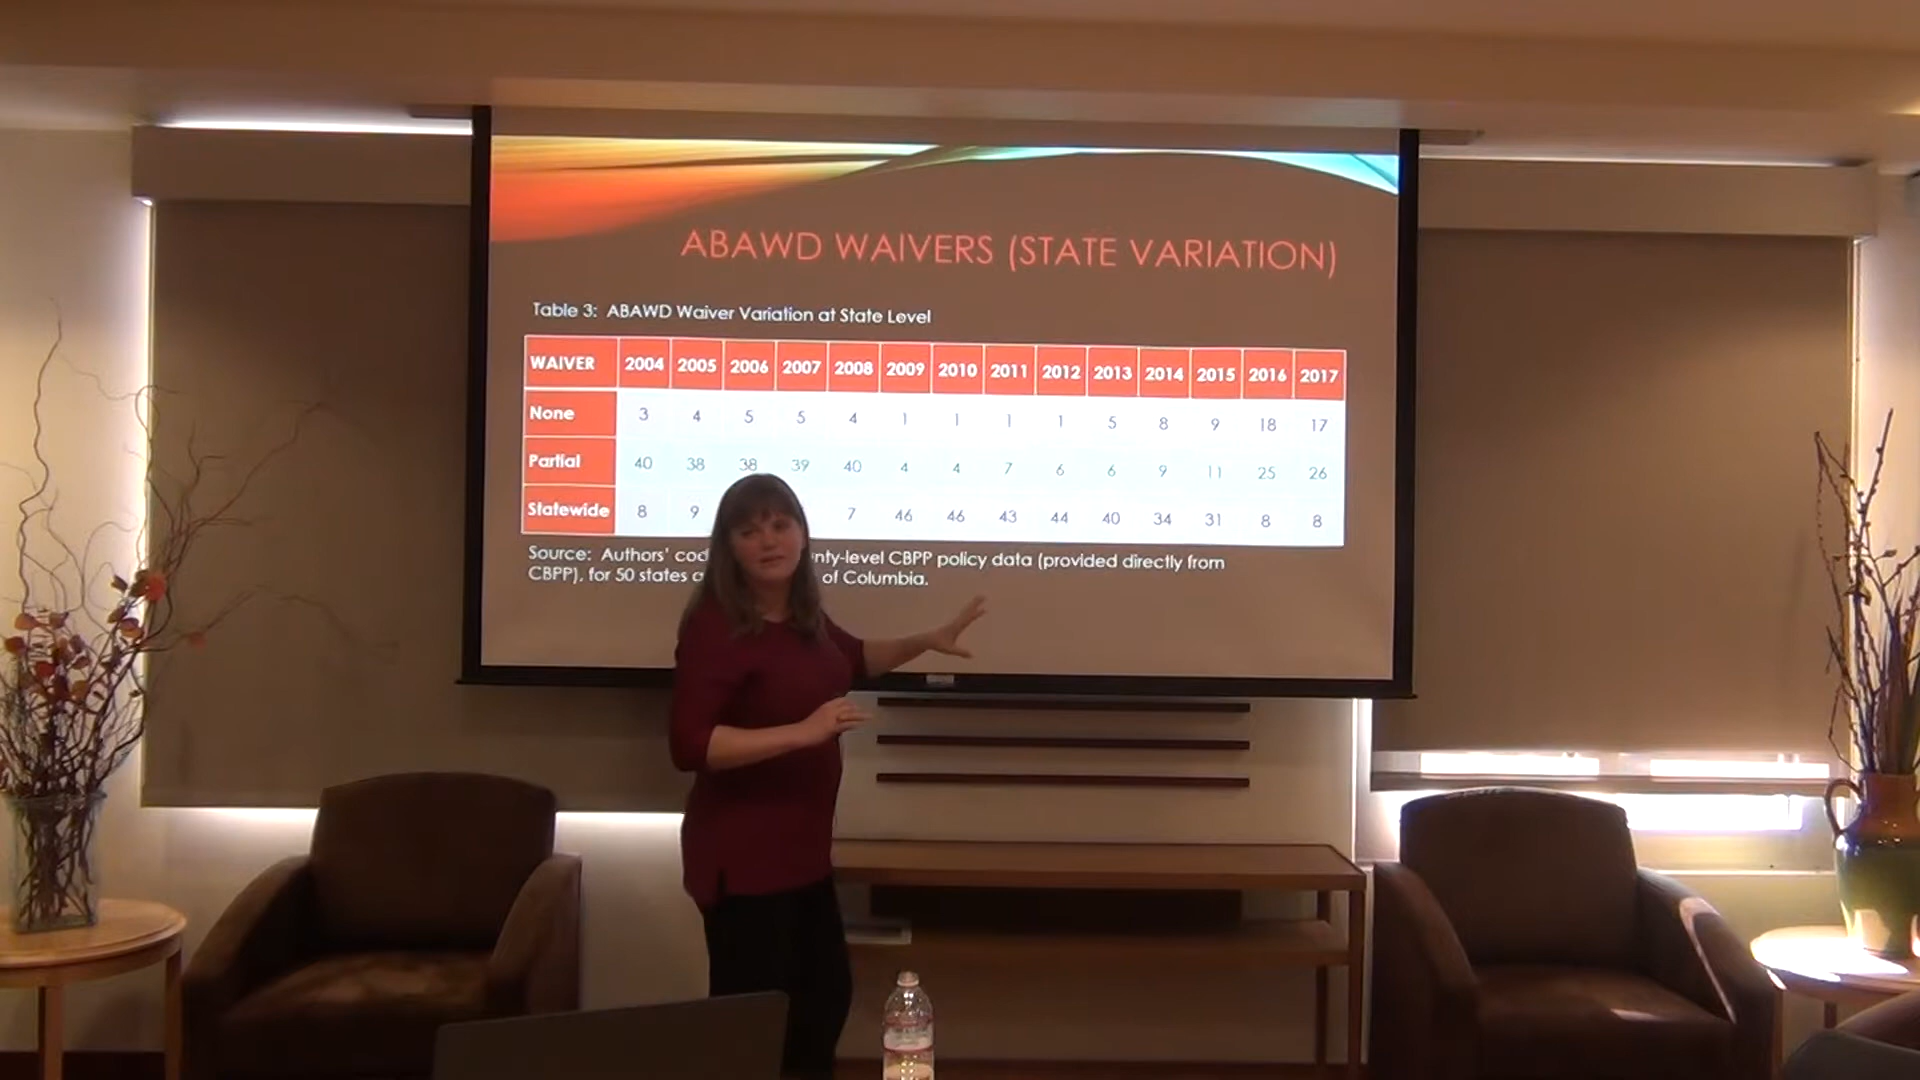 ABAWD WAIVERS (STATE VARIATION)
Table 3: ABAWD Waiver Variation at State Level
WAIVER 2004 2005 2006 2007 2008 2009 2010 2011 2012 2013 2014 2015 2016 2017
None 3 4 5 5 4 1 1 1 1 5 8 9 18 17
Partial 40 38 38 39 40 4 4 7 6 6 9 11 25 26
Statewide 8 9 7 46 46 43 44 40 34 31 8 8
Source: Authors' CBPP policy data (provided directly from
CBPP), for 50 states of Columbia.